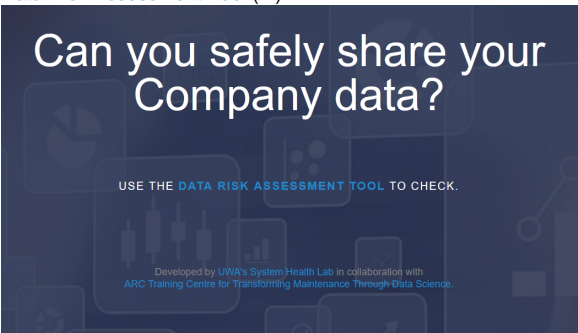 Can you safely share your
Company data?
USE THE DATA RISK ASSESSMENT TOOL TO CHECK.
Developed by UWA's System Health Lab in collaboration with
ARC Training Centre for Transforming Maintenance Through Data Science.